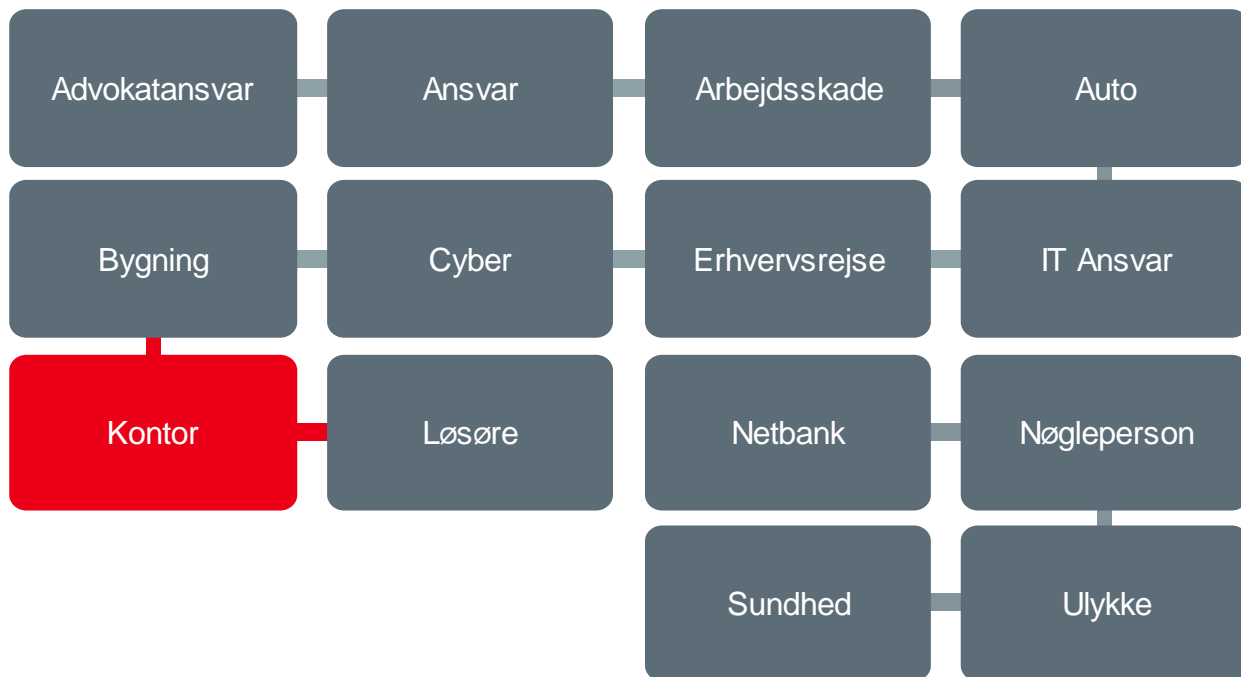 Advokatansvar
Ansvar
Arbejdsskade
Auto
Bygning
Cyber
Erhvervsrejse
IT Ansvar
Kontor
Løsøre
Netbank
Nøgleperson
Sundhed
Ulykke